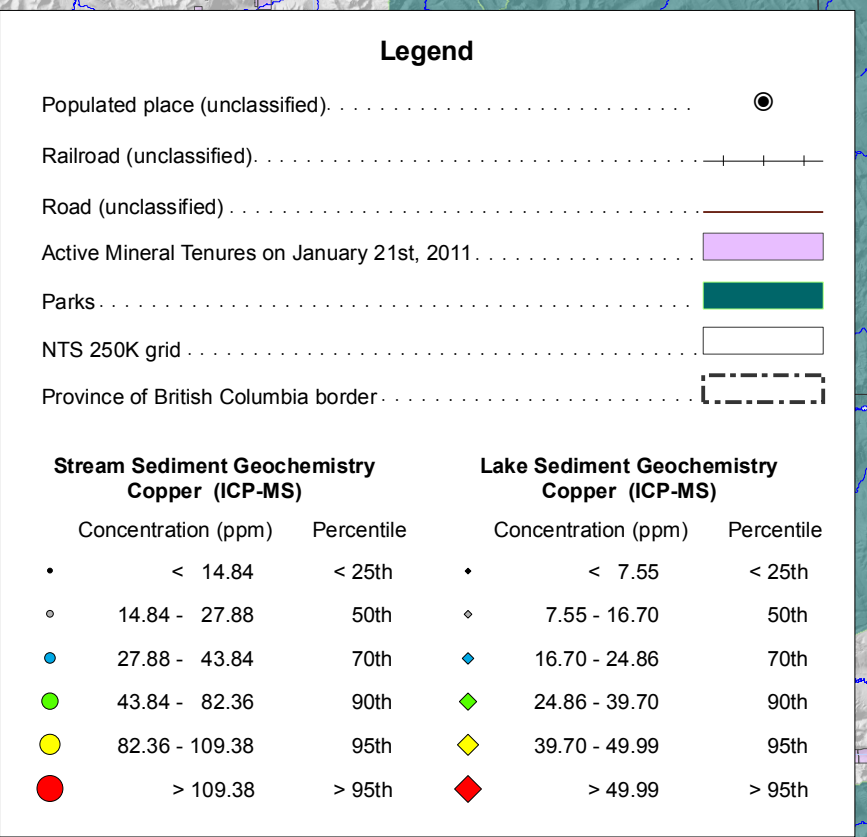 Legend
Populated place (unclassified)
Railroad (unclassified)
Road (unclassified)
Active Mineral Tenures on January 21st, 2011
Parks
NTS 250K grid
Province of British Columbia border
Stream Sediment Geochemistry
Copper (ICP-MS)
Concentration (ppm) Percentile
< 14.84 < 25th
14.84 - 27.88 50th
27.88 - 43.84 70th
43.84 - 82.36 90th
82.36 - 109.38 95th
> 109.38 > 95th
Lake Sediment Geochemistry
Copper (ICP-MS)
Concentration (ppm) Percentile
< 7.55 < 25th
7.55 - 16.70 50th
16.70 - 24.86 70th
24.86 - 39.70 90th
39.70 - 49.99 95th
> 49.99 > 95th